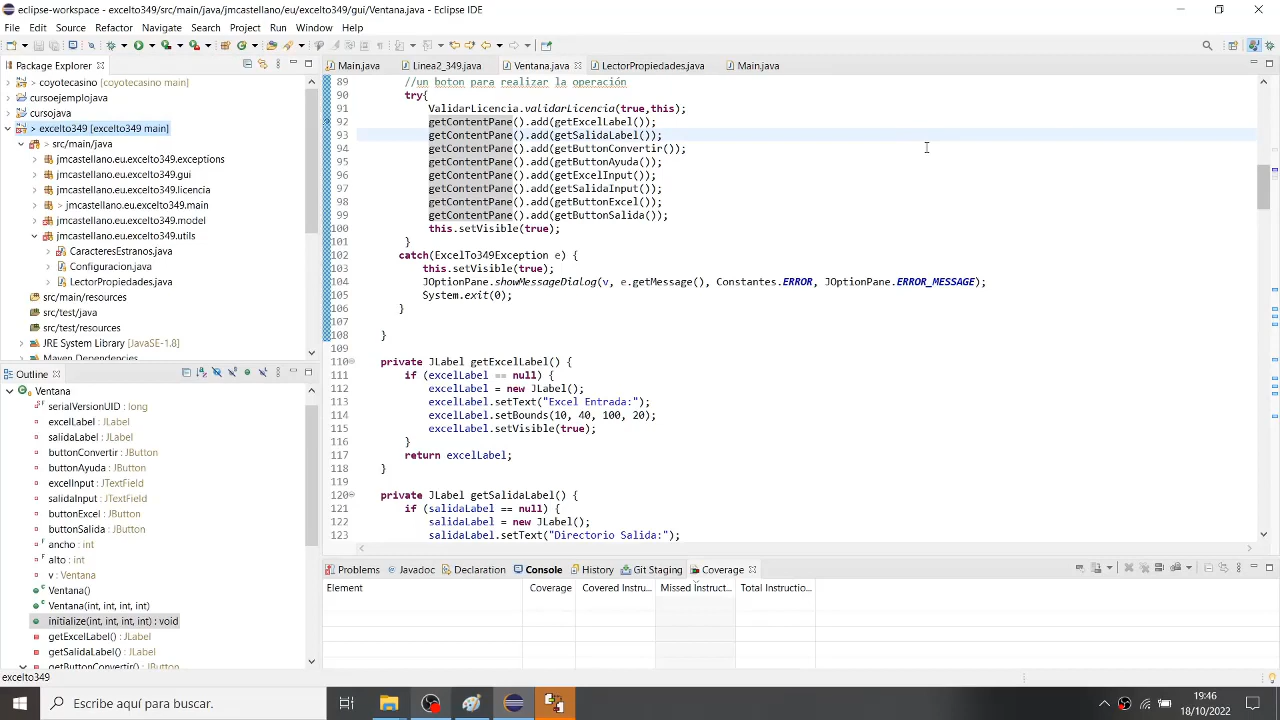 eclipse-workspace - excelto349/src/main/java/jmcastellano/eu/excelto349/gui/Ventana.java - Eclipse IDE
File Edit Source Refactor Navigate Search Project Run Window Help
Package Explorer
Main.java
Linea2_349.java
Ventana.java
LectorPropiedades.java
Main.java
> coyotecasino [coyotecasino main]
cursoejemplojava
cursojava
> excelto349 [excelto349 main]
> src/main/java
jmcastellano.eu.excelto349.exceptions
jmcastellano.eu.excelto349.gui
jmcastellano.eu.excelto349.licencia
> jmcastellano.eu.excelto349.main
jmcastellano.eu.excelto349.model
jmcastellano.eu.excelto349.utils
CaracteresEstranos.java
Configuracion.java
LectorPropiedades.java
src/main/resources
src/test/java
src/test/resources
JRE System Library [JavaSE-1.8]
Maven Dependencies
89 //un boton para realizar la operación
90 try{
91 ValidarLicencia.validarLicencia(true,this);
92 getContentPane().add(getExcelLabel());
93 getContentPane().add(getSalidaLabel());
94 getContentPane().add(getButtonConvertir());
95 getContentPane().add(getButtonAyuda());
96 getContentPane().add(getExcelInput());
97 getContentPane().add(getSalidaInput());
98 getContentPane().add(getButtonExcel());
99 getContentPane().add(getButtonSalida());
100 this.setVisible(true);
101 }
102 catch(ExcelTo349Exception e) {
103 this.setVisible(true);
104 JOptionPane.showMessageDialog(v, e.getMessage(), Constantes.ERROR, JOptionPane.ERROR_MESSAGE);
105 System.exit(0);
106 }
107
108 }
109
110 private JLabel getExcelLabel() {
111 if (excelLabel == null) {
112 excelLabel = new JLabel();
113 excelLabel.setText("Excel Entrada:");
114 excelLabel.setBounds(10, 40, 100, 20);
115 excelLabel.setVisible(true);
116 }
117 return excelLabel;
118 }
119
120 private JLabel getSalidaLabel() {
121 if (salidaLabel == null) {
122 salidaLabel = new JLabel();
123 salidaLabel.setText("Directorio Salida:");
Outline
Ventana
serialVersionUID : long
excelLabel : JLabel
salidaLabel : JLabel
buttonConvertir : JButton
buttonAyuda : JButton
excelInput : JTextField
salidaInput : JTextField
buttonExcel : JButton
buttonSalida : JButton
ancho : int
alto : int
v : Ventana
Ventana()
Ventana(int, int, int, int)
initialize(int, int, int, int) : void
getExcelLabel() : JLabel
getSalidaLabel() : JLabel
getButtonConvertir() : JButton
Problems Javadoc Declaration Console History Git Staging Coverage
Element Coverage Covered Instru... Missed Instruct... Total Instructio...
excelto349
Escribe aquí para buscar.
19:46
18/10/2022